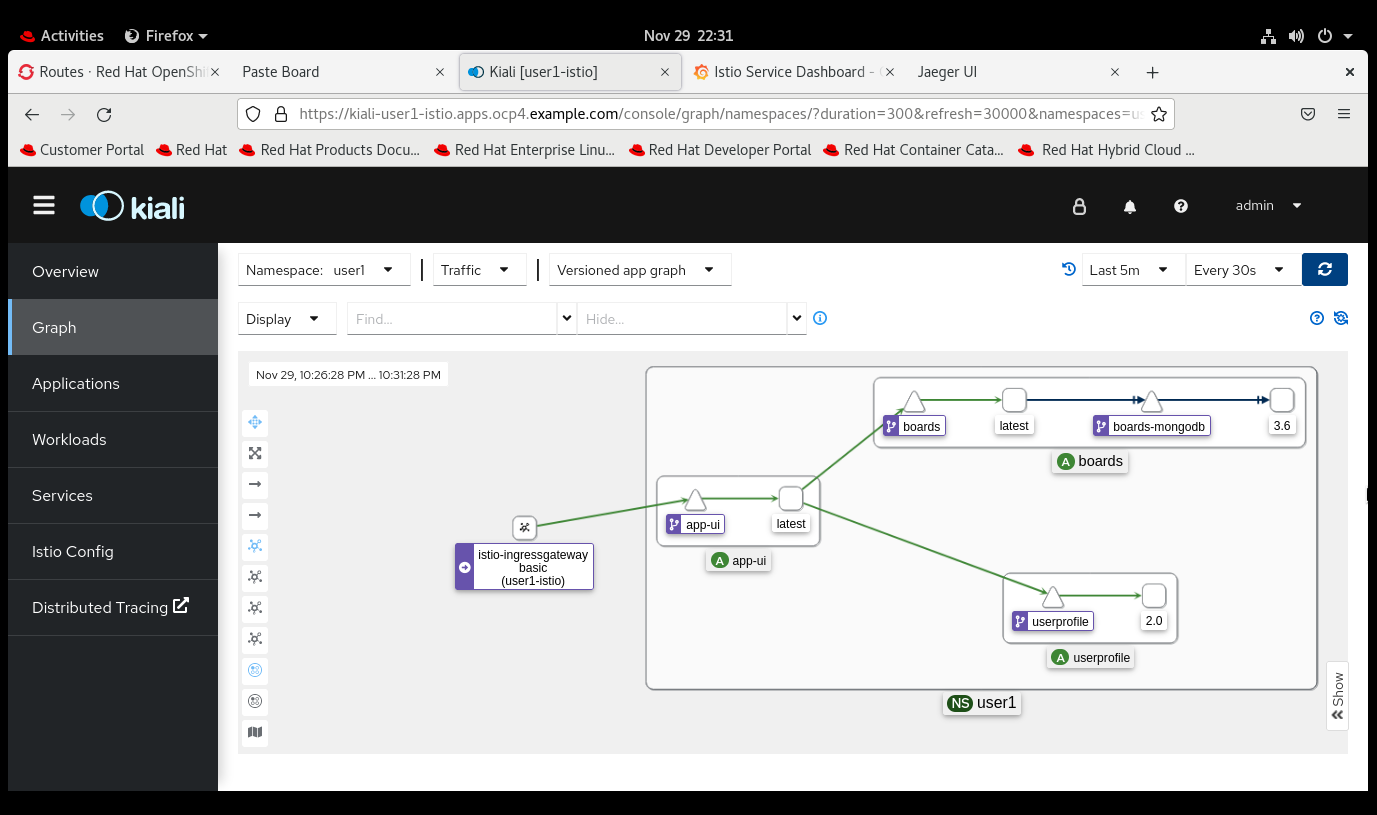 Activities Firefox Nov 29 22:31
Routes · Red Hat OpenShi Paste Board Kiali [user1-istio] Istio Service Dashboard - Jaeger UI
https://kiali-user1-istio.apps.ocp4.example.com/console/graph/namespaces/?duration=300&refresh=30000&namespaces=us
Customer Portal Red Hat Red Hat Products Docu... Red Hat Enterprise Linu... Red Hat Developer Portal Red Hat Container Cata... Red Hat Hybrid Cloud ...
kiali admin
Overview
Graph
Applications
Workloads
Services
Istio Config
Distributed Tracing
Namespace: user1 Traffic Versioned app graph Last 5m Every 30s
Display Find... Hide...
Nov 29, 10:26:28 PM ... 10:31:28 PM
boards latest boards-mongodb 3.6
A boards
app-ui latest
A app-ui
istio-ingressgateway
basic
(user1-istio)
userprofile 2.0
A userprofile
NS user1
Show